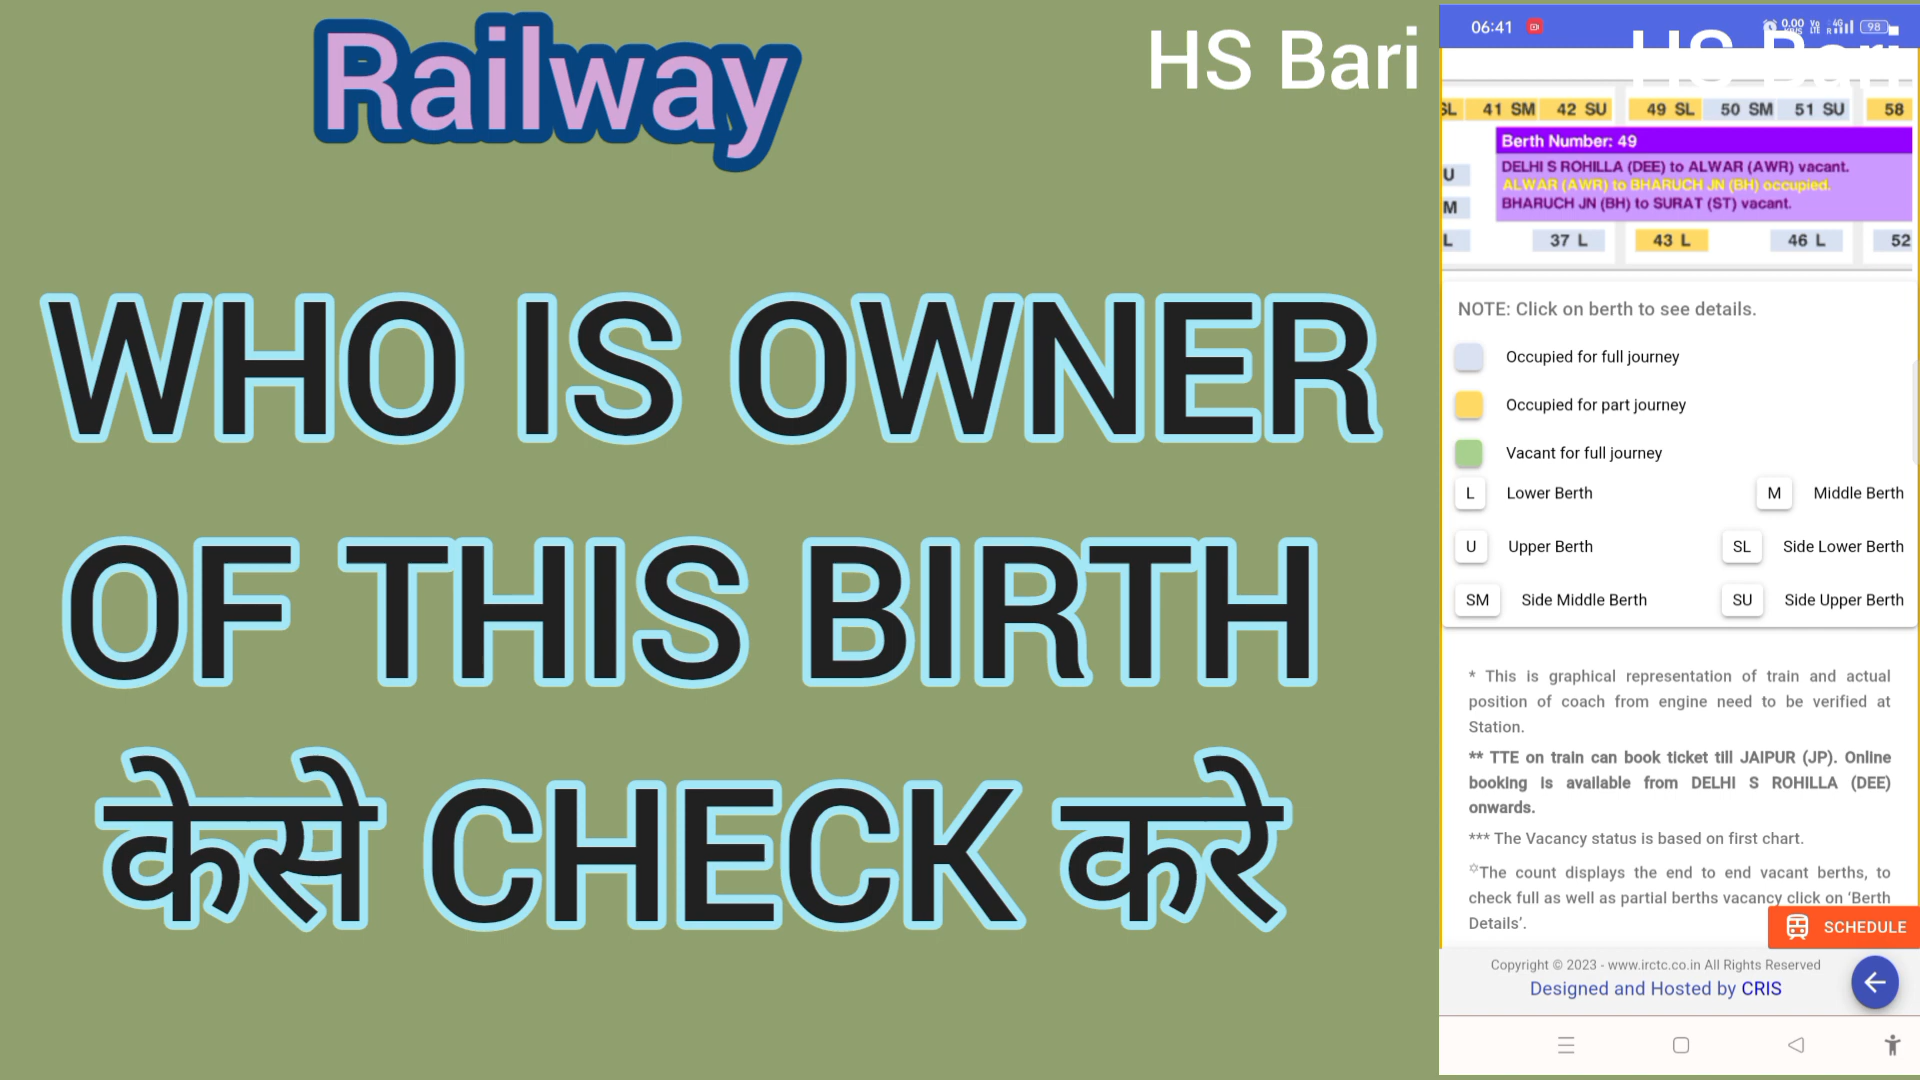 Railway
HS Bari
WHO IS OWNER
OF THIS BIRTH
केसे CHECK करे
06:41
0.00
98
HS Bari
SL 41 SM 42 SU 49 SL 50 SM 51 SU 58
Berth Number: 49
DELHI S ROHILLA (DEE) to ALWAR (AWR) vacant.
U
ALWAR (AWR) to BHARUCH JN (BH) occupied.
BHARUCH JN (BH) to SURAT (ST) vacant.
M
L 37 L 43 L 46 L 52
NOTE: Click on berth to see details.
Occupied for full journey
Occupied for part journey
Vacant for full journey
L Lower Berth M Middle Berth
U Upper Berth SL Side Lower Berth
SM Side Middle Berth SU Side Upper Berth
* This is graphical representation of train and actual
position of coach from engine need to be verified at
Station.
** TTE on train can book ticket till JAIPUR (JP). Online
booking is available from DELHI S ROHILLA (DEE)
onwards.
*** The Vacancy status is based on first chart.
The count displays the end to end vacant berths, to
check full as well as partial berths vacancy click on ‘Berth
Details’.
SCHEDULE
Copyright © 2023 - www.irctc.co.in All Rights Reserved
Designed and Hosted by CRIS